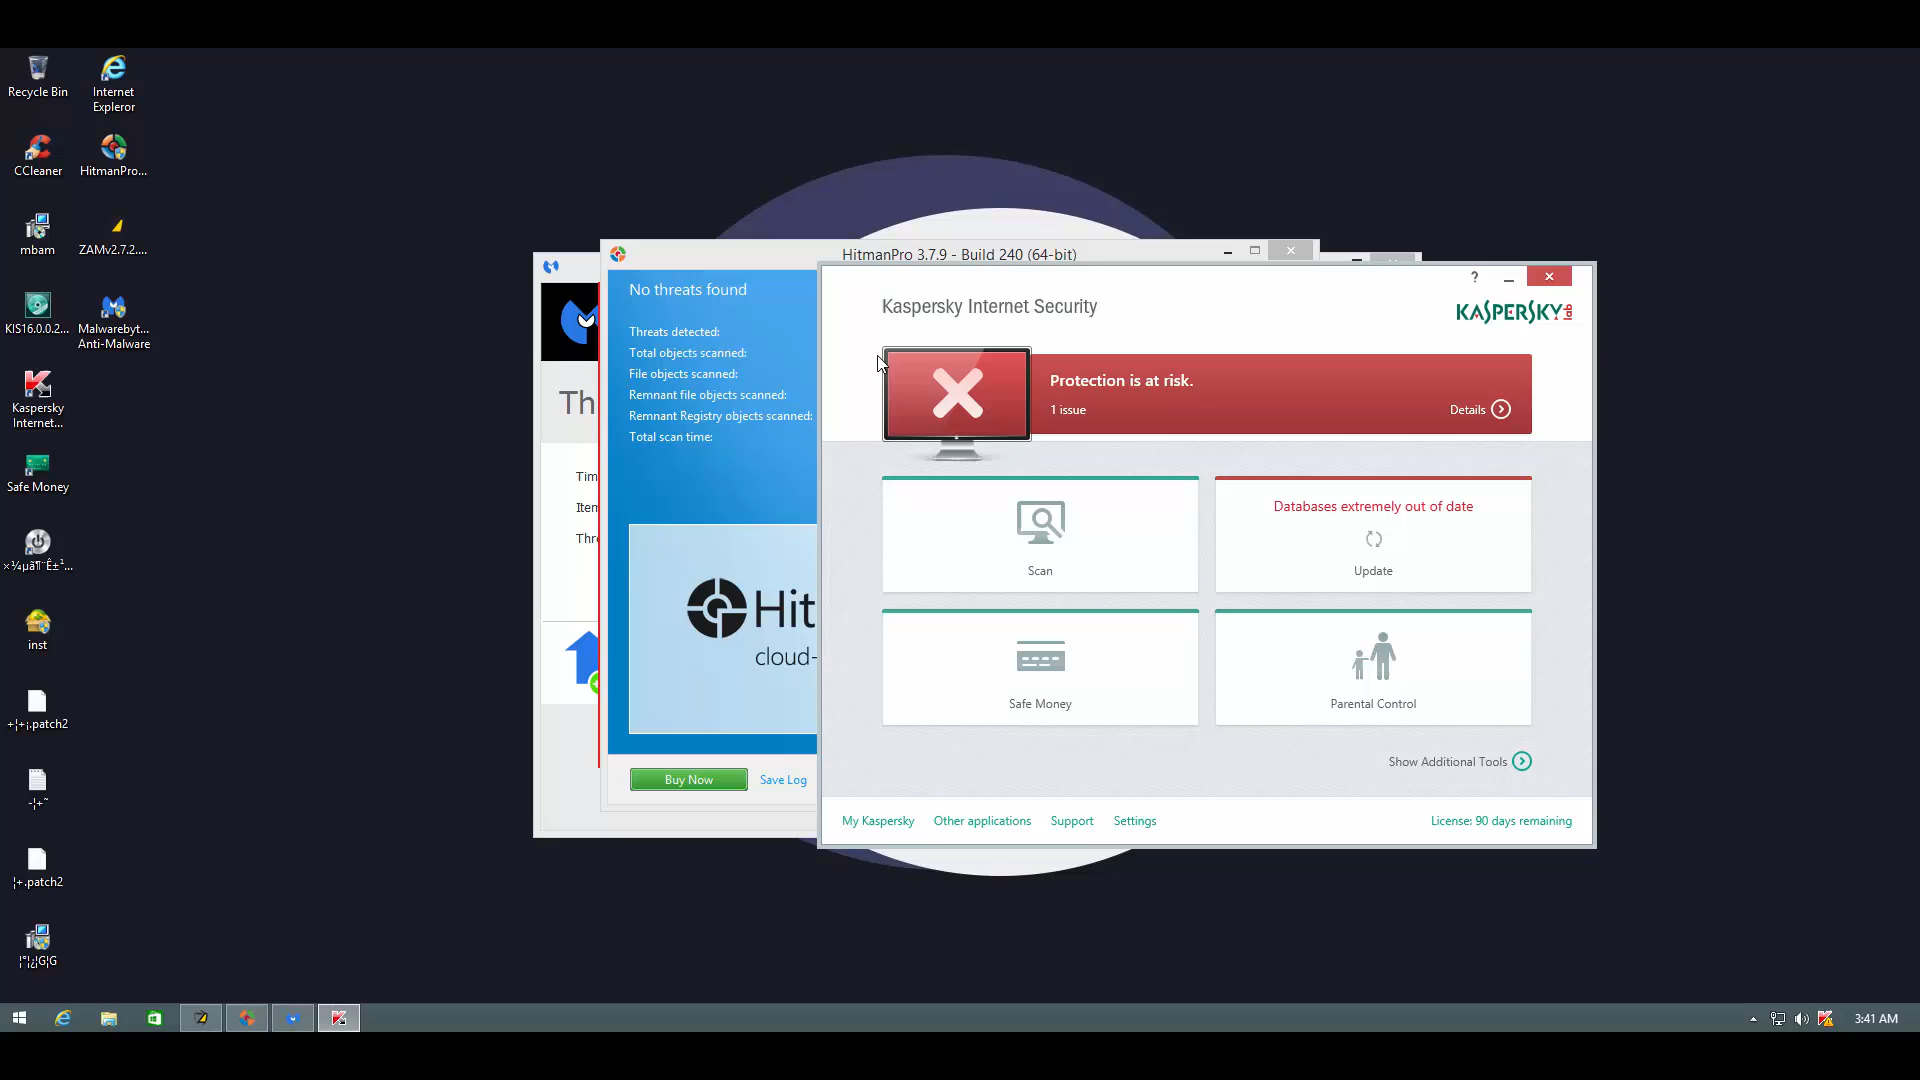 Recycle Bin
Internet
Expleror
CCleaner
HitmanPro...
mbam
ZAMv2.7.2....
KIS16.0.0.2...
Malwarebyt...
Anti-Malware
Kaspersky
Internet...
Safe Money
inst
+¦+¡.patch2
-¦+˜
¦+.patch2
HitmanPro 3.7.9 - Build 240 (64-bit)
No threats found
Threats detected:
Total objects scanned:
File objects scanned:
Remnant file objects scanned:
Remnant Registry objects scanned:
Total scan time:
Th
Tim
Item
Thre
Hit
cloud-
Buy Now
Save Log
?
Kaspersky Internet Security
KASPERSKY lab
Protection is at risk.
1 issue
Details
Scan
Databases extremely out of date
Update
Safe Money
Parental Control
Show Additional Tools
My Kaspersky
Other applications
Support
Settings
License: 90 days remaining
3:41 AM